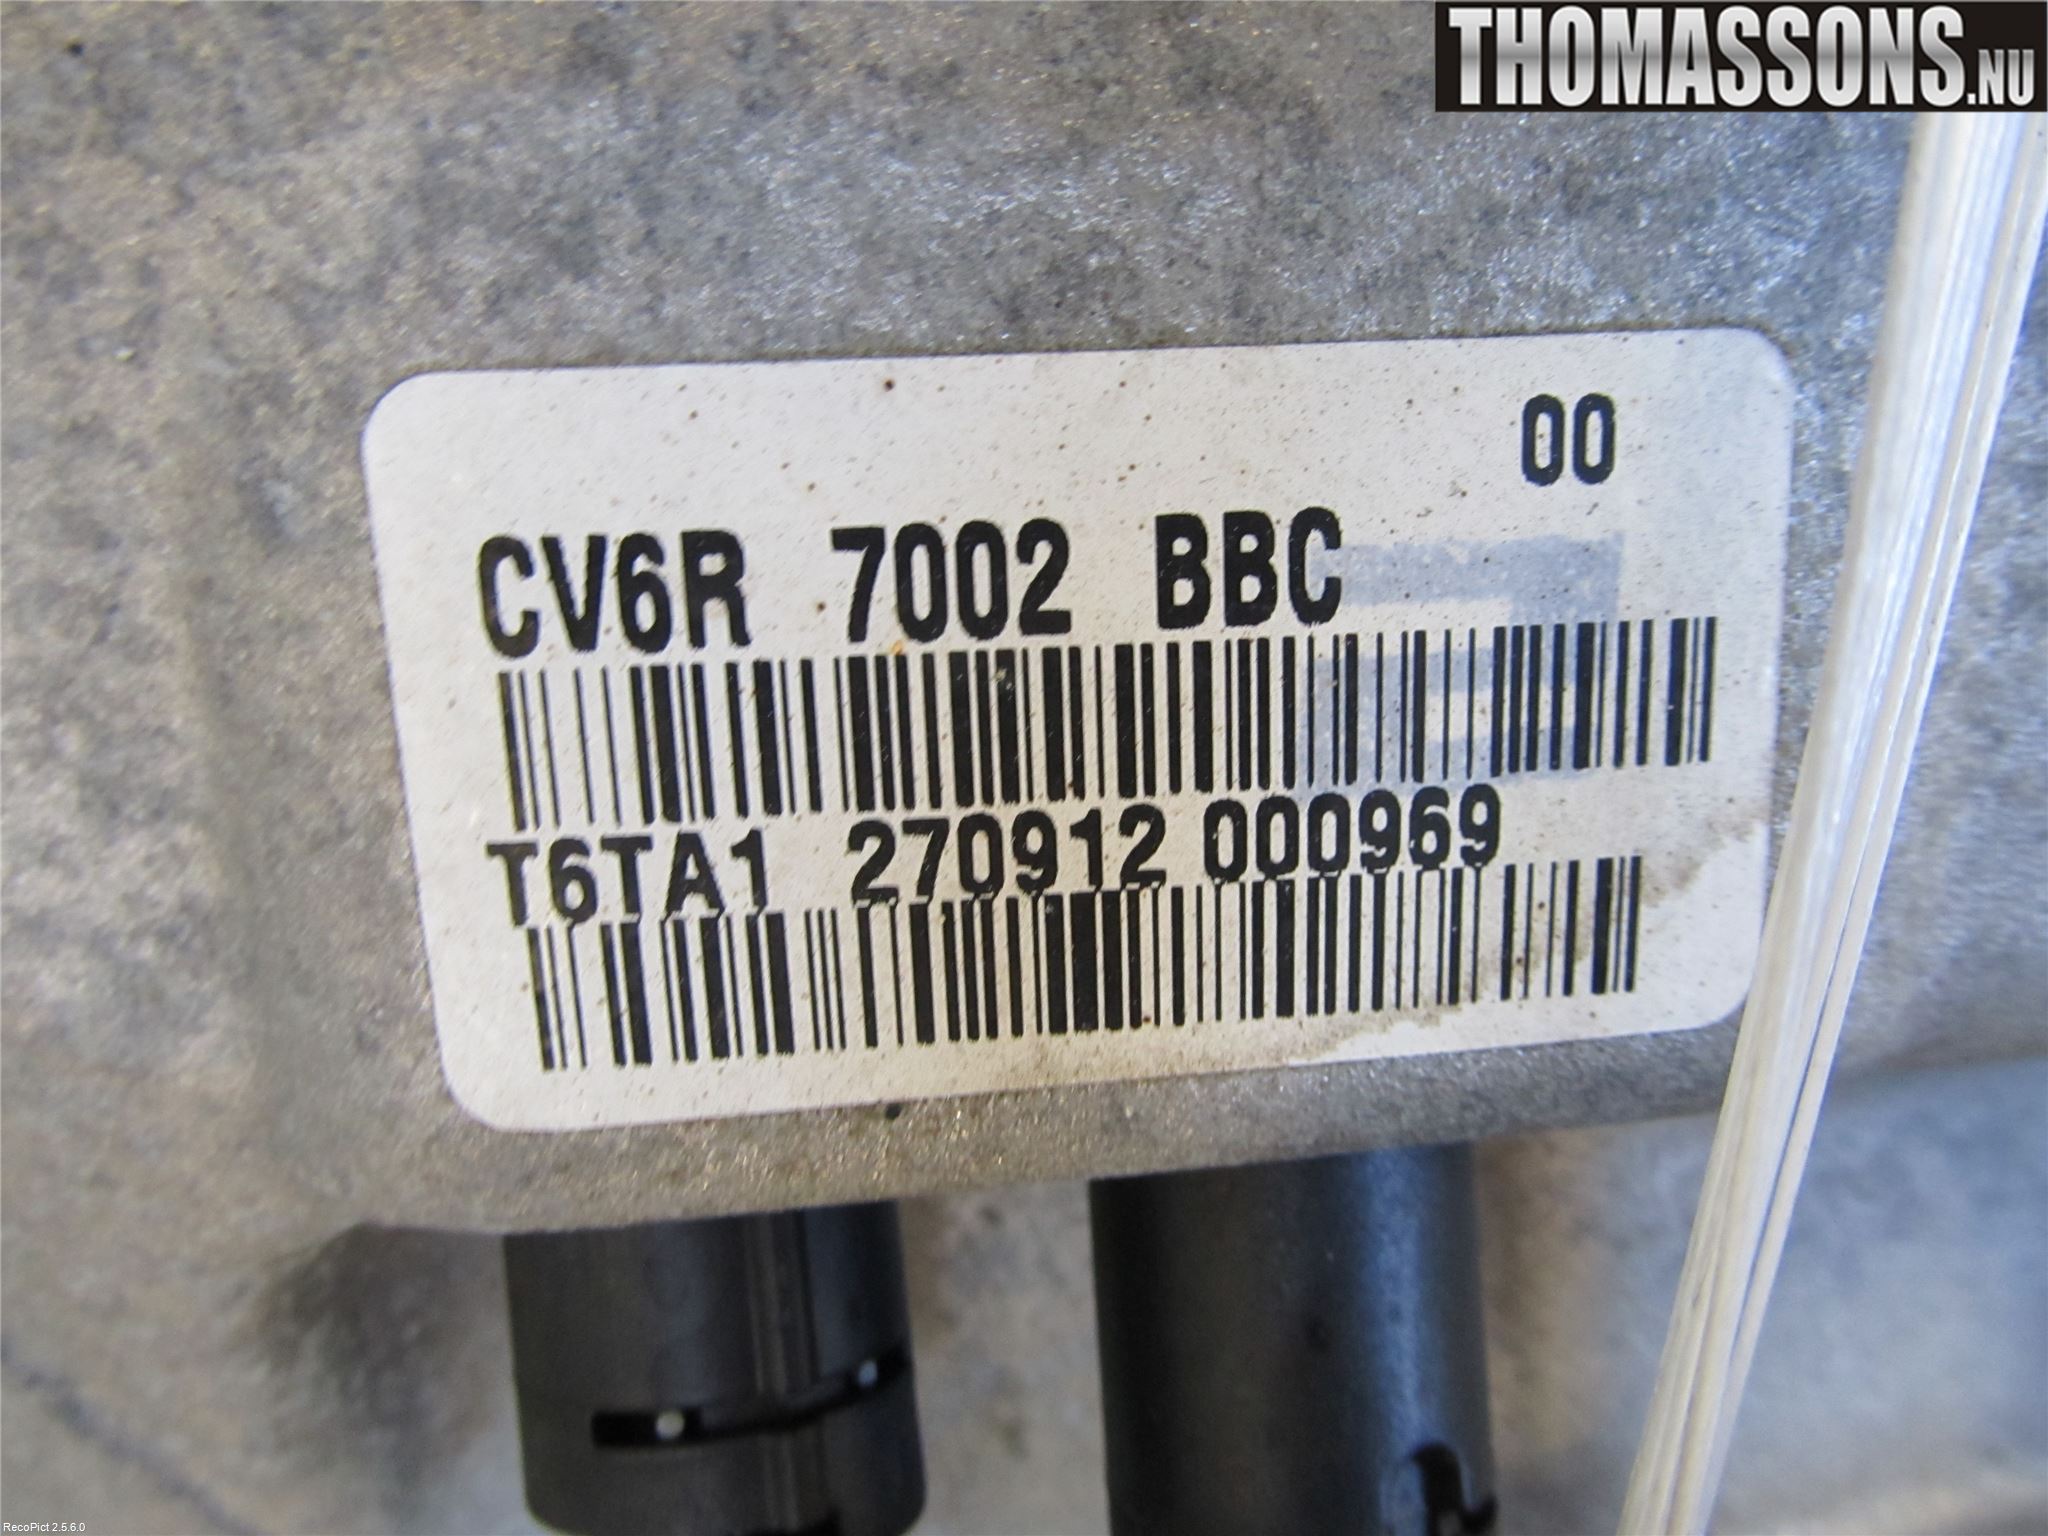 THOMASSONS.NU
00
CV6R 7002 BBC
T6TA1 270912 000969
RecoPict 2.5.6.0